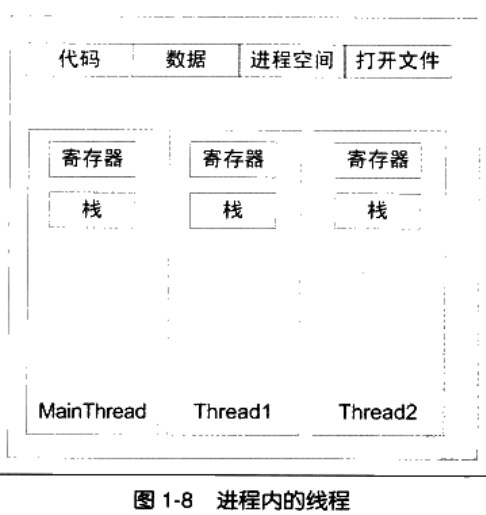 代码 数据 进程空间 打开文件
寄存器 寄存器 寄存器
栈 栈 栈
MainThread Thread1 Thread2
图 1-8 进程内的线程